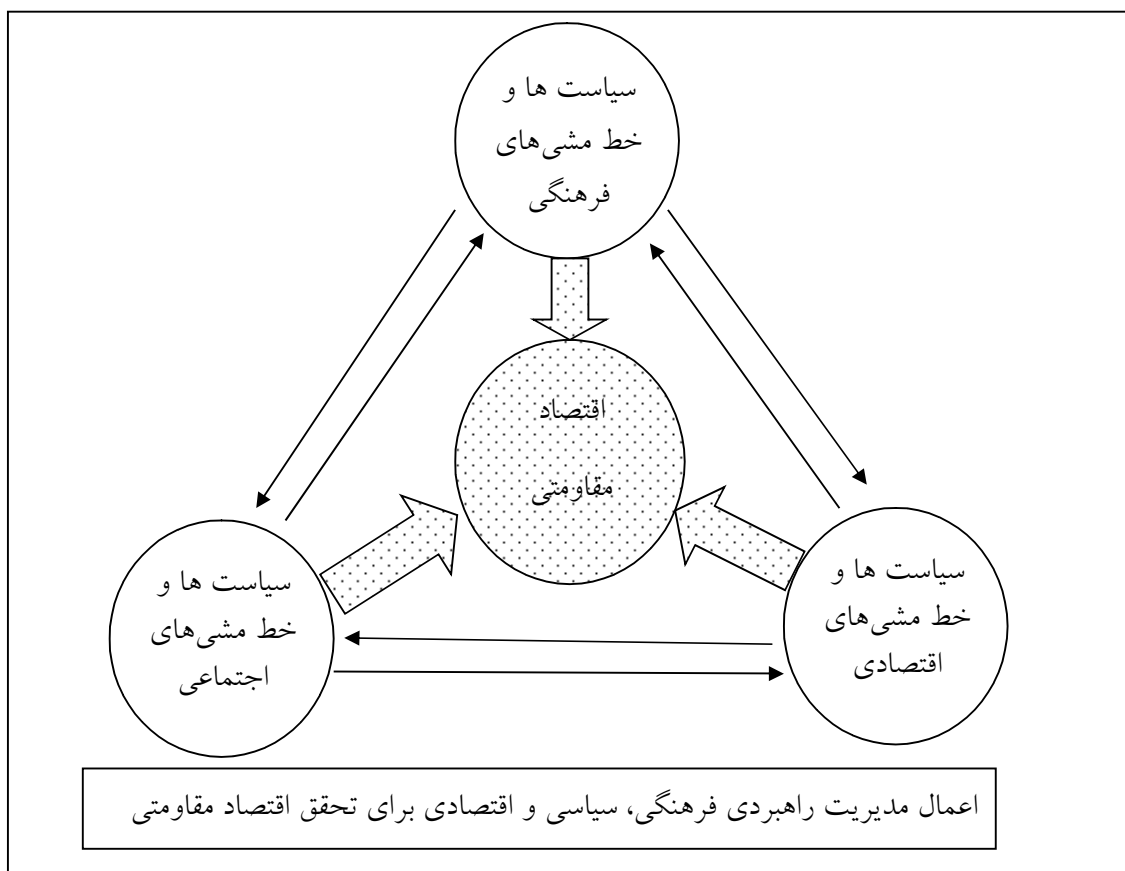 سیاست ها و
خط مشی‌های
فرهنگی
اقتصاد
مقاومتی
سیاست ها و
خط مشی‌های
اقتصادی
سیاست ها و
خط مشی‌های
اجتماعی
اعمال مدیریت راهبردی فرهنگی، سیاسی و اقتصادی برای تحقق اقتصاد مقاومتی